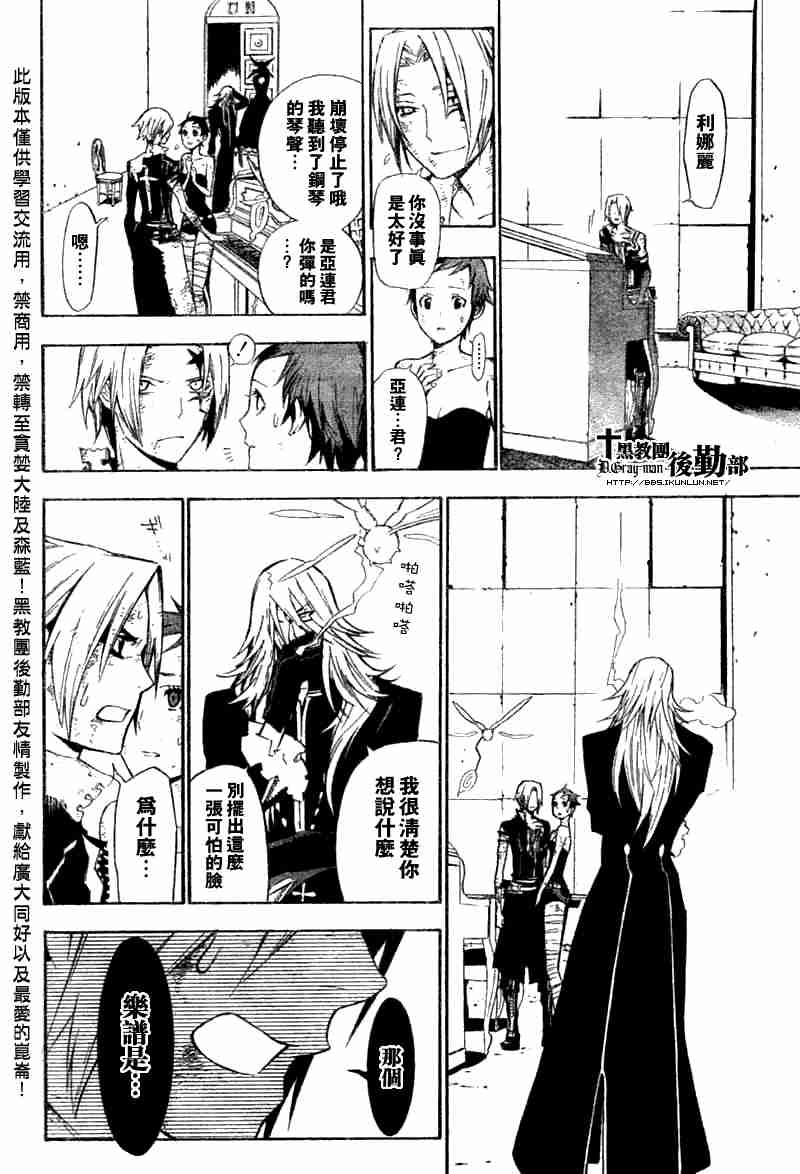 利娜麗
你沒事真
是太好了
……
亞連…君?
崩壞停止了哦
我聽到了鋼琴
的琴聲…
是亞連君
你彈的嗎
…?
嗯……
!
黑教團
D.Gray-man
後勤部
HTTP://BBS.IKUNLUN.NET/
啪
嗒
啪
嗒
我很清楚你
想說什麼
別擺出這麼
一張可怕的臉
為什麼…
那個
樂譜是…
此版本僅供學習交流用，禁商用，禁轉至貪婪大陸及森藍！黑教團後勤部友情製作，獻給廣大同好以及最愛的崑崙！